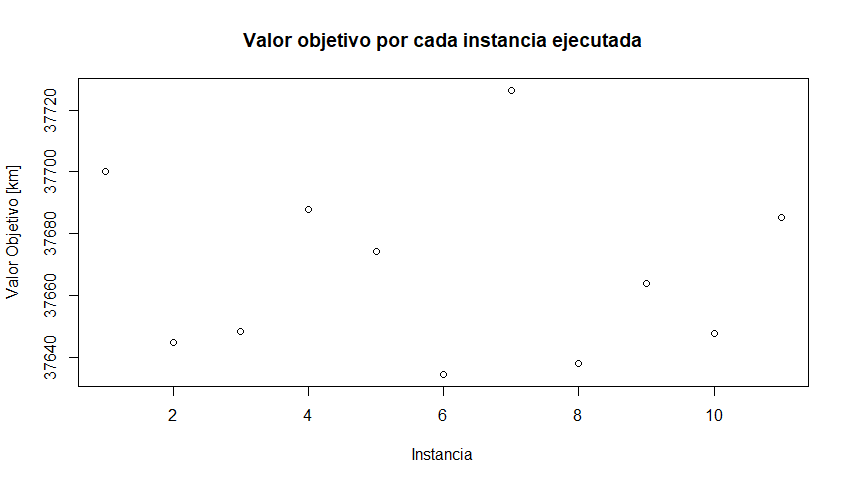 Valor objetivo por cada instancia ejecutada
Valor Objetivo [km]
37720
37700
37680
37660
37640
2 4 6 8 10
Instancia